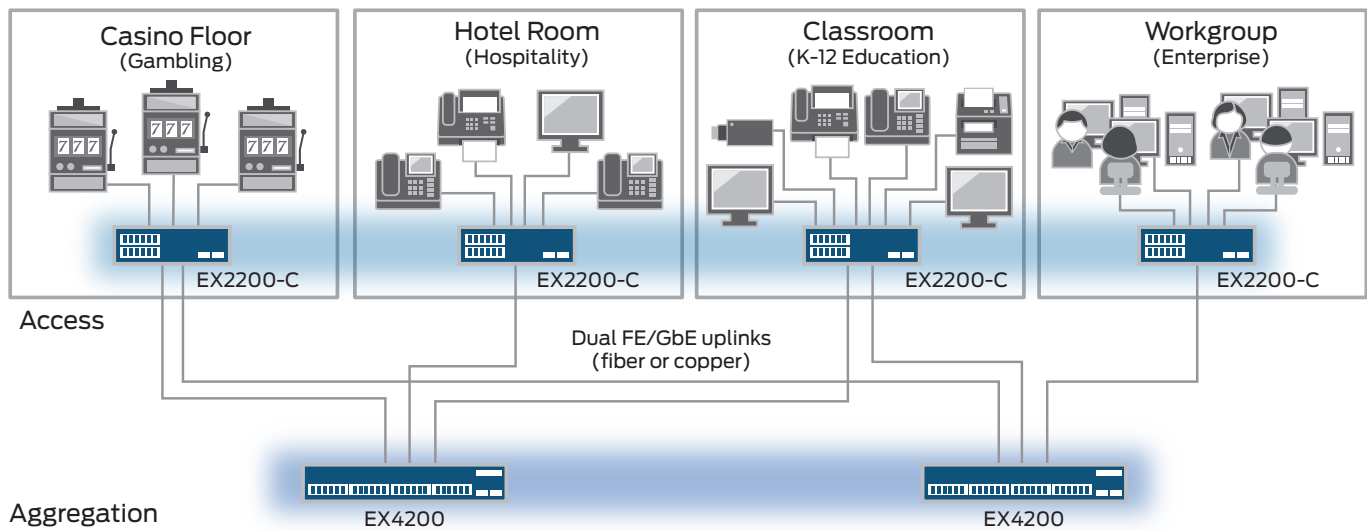 Casino Floor
(Gambling)
Hotel Room
(Hospitality)
Classroom
(K-12 Education)
Workgroup
(Enterprise)
777
777
777
EX2200-C
EX2200-C
EX2200-C
EX2200-C
Access
Dual FE/GbE uplinks
(fiber or copper)
Aggregation
EX4200
EX4200